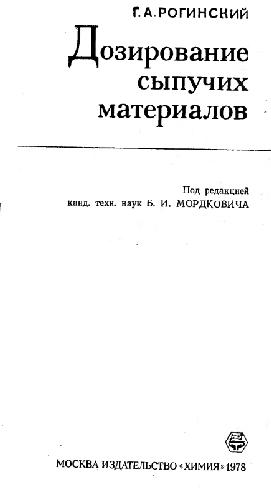 Г. А. РОГИНСКИЙ
Дозирование
сыпучих
материалов
Под редакцией
канд. техн. наук Б. И. МОРДКОВИЧА
МОСКВА ИЗДАТЕЛЬСТВО «ХИМИЯ» 1978